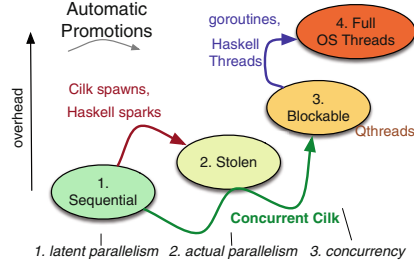 Automatic
Promotions
goroutines,
Haskell
Threads
4. Full
OS Threads
Cilk spawns,
Haskell sparks
3.
Blockable
Qthreads
overhead
2. Stolen
1.
Sequential
Concurrent Cilk
1. latent parallelism
2. actual parallelism
3. concurrency